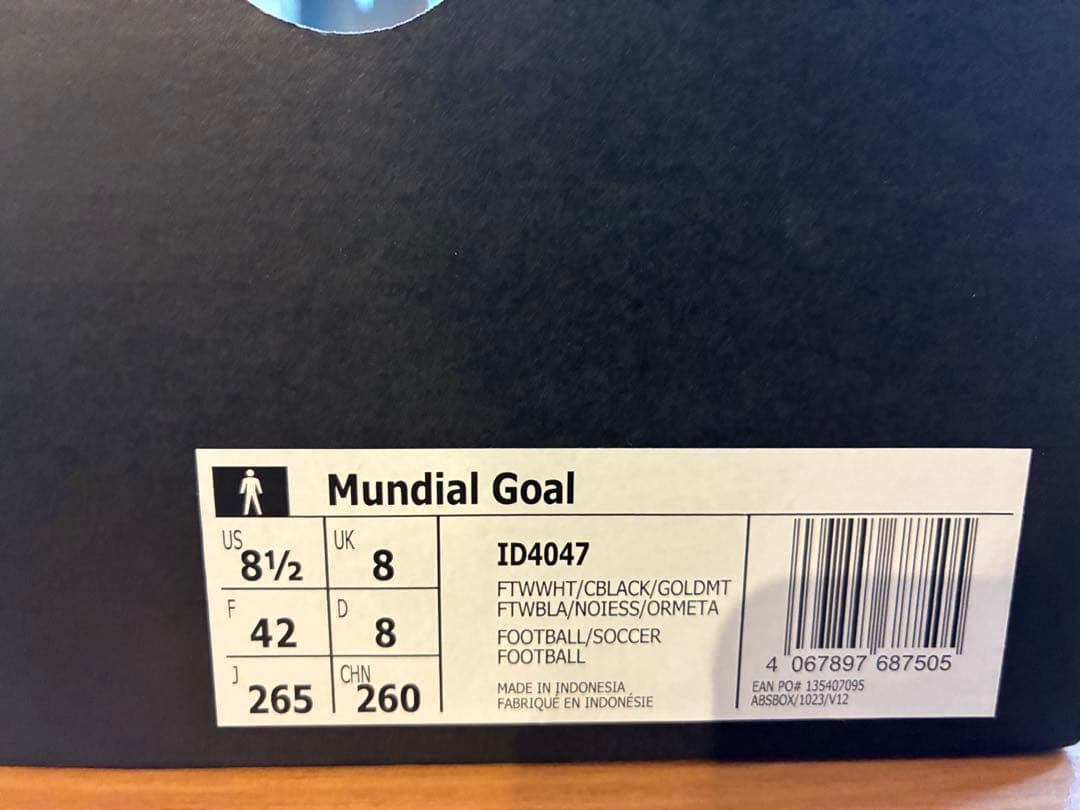 Mundial Goal
US 8½ UK 8
F 42 D 8
J 265 CHN 260
ID4047
FTWWHT/CBLACK/GOLDMT
FTWBLA/NOIESS/ORMETA
FOOTBALL/SOCCER
FOOTBALL
MADE IN INDONESIA
FABRIQUÉ EN INDONÉSIE
4 067897 687505
EAN PO# 135407095
ABSBOX/1023/V12